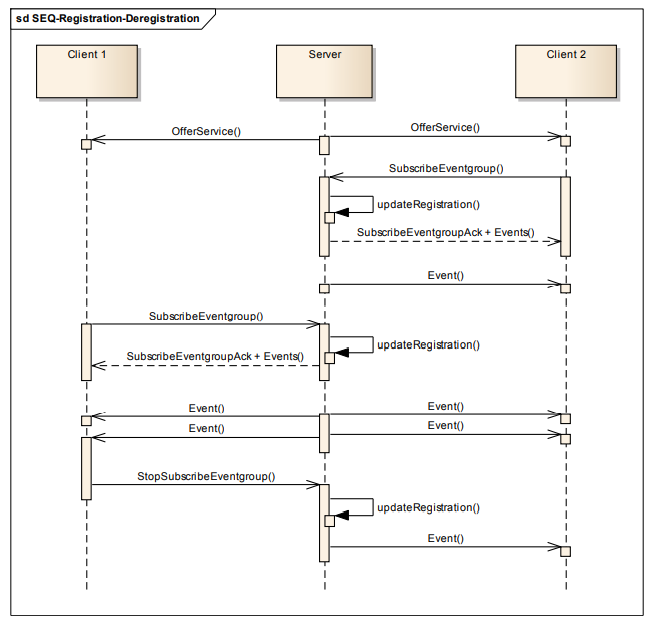 sd SEQ-Registration-Deregistration
Client 1
Server
Client 2
OfferService()
OfferService()
SubscribeEventgroup()
updateRegistration()
SubscribeEventgroupAck + Events()
Event()
SubscribeEventgroup()
updateRegistration()
SubscribeEventgroupAck + Events()
Event()
Event()
Event()
Event()
StopSubscribeEventgroup()
updateRegistration()
Event()